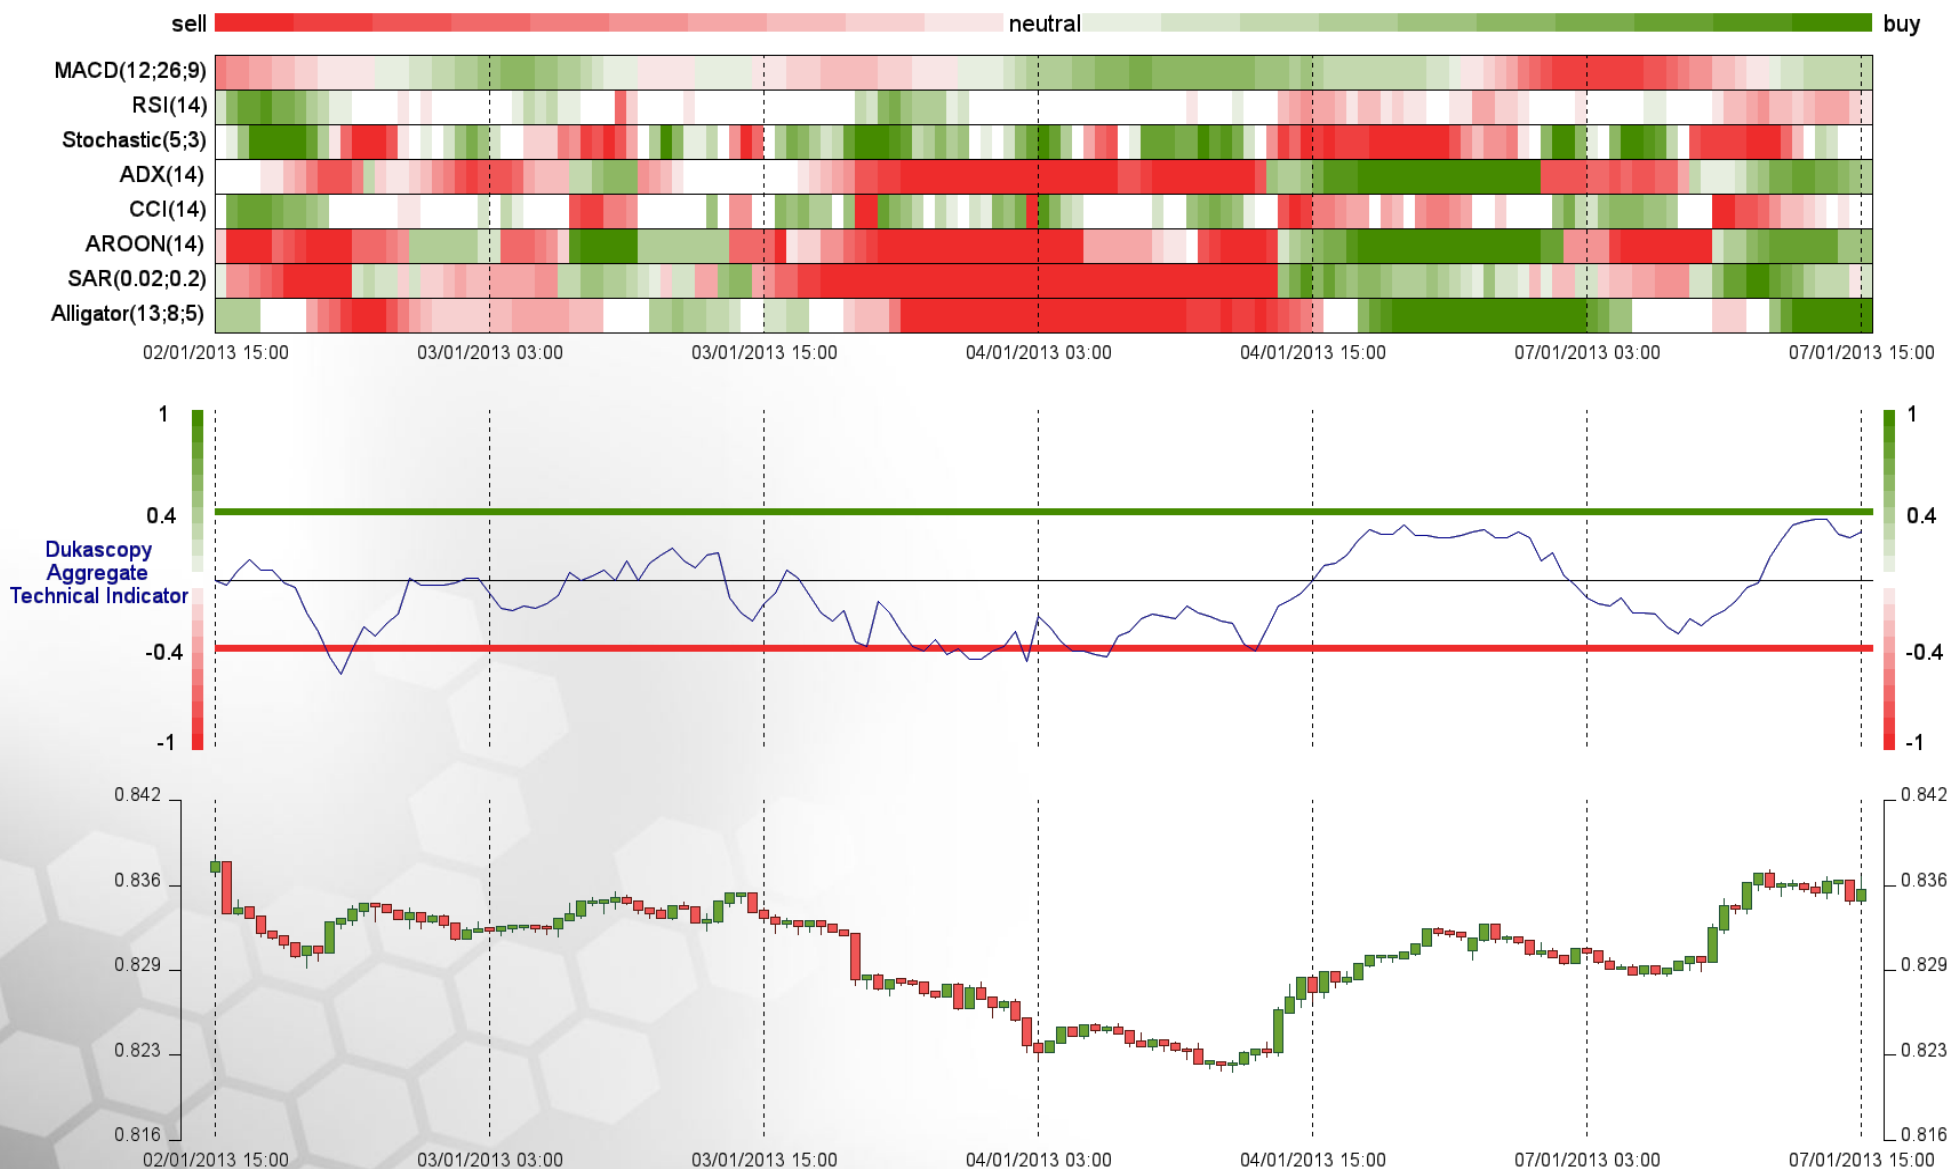 sell neutral buy
MACD(12;26;9)
RSI(14)
Stochastic(5;3)
ADX(14)
CCI(14)
AROON(14)
SAR(0.02;0.2)
Alligator(13;8;5)
02/01/2013 15:00 03/01/2013 03:00 03/01/2013 15:00 04/01/2013 03:00 04/01/2013 15:00 07/01/2013 03:00 07/01/2013 15:00
1 1
0.4 0.4
Dukascopy
Aggregate
Technical Indicator
-0.4 -0.4
-1 -1
0.842 0.842
0.836 0.836
0.829 0.829
0.823 0.823
0.816 0.816
02/01/2013 15:00 03/01/2013 03:00 03/01/2013 15:00 04/01/2013 03:00 04/01/2013 15:00 07/01/2013 03:00 07/01/2013 15:00